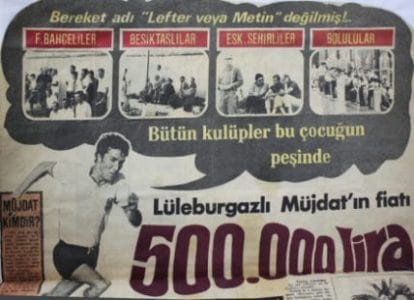 Bereket adı "Lefter veya Metin" değilmiş!..
F. BAHÇELİLER
BEŞİKTAŞLILAR
ESK. ŞEHİRLİLER
BOLULULAR
Bütün kulüpler bu çocuğun
peşinde
MÜJDAT
KİMDİR?
Lüleburgazlı Müjdat'ın fiatı
500.000 lira